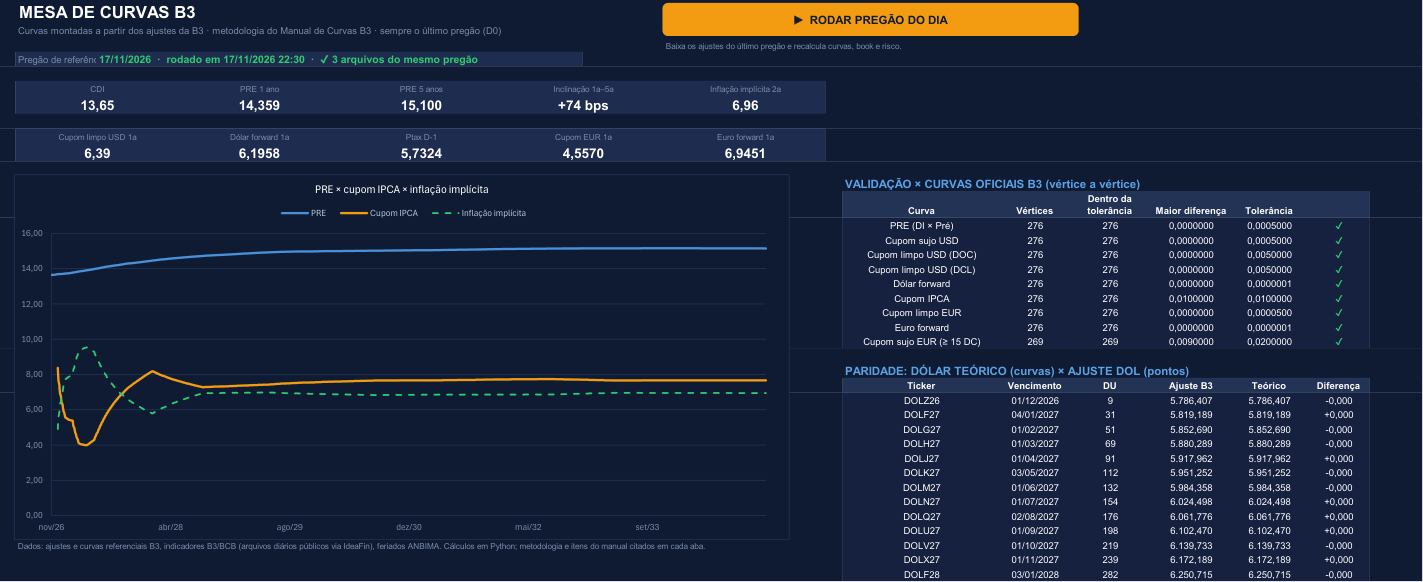 MESA DE CURVAS B3
Curvas montadas a partir dos ajustes da B3 · metodologia do Manual de Curvas B3 · sempre o último pregão (D0)
▶ RODAR PREGÃO DO DIA
Baixa os ajustes do último pregão e recalcula curvas, book e risco.
Pregão de referênc 17/11/2026 · rodado em 17/11/2026 22:30 · ✓ 3 arquivos do mesmo pregão
CDI PRE 1 ano PRE 5 anos Inclinação 1a–5a Inflação implícita 2a
13,65 14,359 15,100 +74 bps 6,96
Cupom limpo USD 1a Dólar forward 1a Ptax D-1 Cupom EUR 1a Euro forward 1a
6,39 6,1958 5,7324 4,5570 6,9451
PRE × cupom IPCA × inflação implícita
PRE Cupom IPCA Inflação implícita
16,00
14,00
12,00
10,00
8,00
6,00
4,00
2,00
0,00
nov/26 abr/28 ago/29 dez/30 mai/32 set/33
Dados: ajustes e curvas referenciais B3, indicadores B3/BCB (arquivos diários públicos via IdeaFin), feriados ANBIMA. Cálculos em Python; metodologia e itens do manual citados em cada aba.
VALIDAÇÃO × CURVAS OFICIAIS B3 (vértice a vértice)
Curva Vértices Dentro da tolerância Maior diferença Tolerância
PRE (DI × Pré) 276 276 0,0000000 0,0005000 ✓
Cupom sujo USD 276 276 0,0000000 0,0005000 ✓
Cupom limpo USD (DOC) 276 276 0,0000000 0,0050000 ✓
Cupom limpo USD (DCL) 276 276 0,0000000 0,0050000 ✓
Dólar forward 276 276 0,0000000 0,0000001 ✓
Cupom IPCA 276 276 0,0100000 0,0100000 ✓
Cupom limpo EUR 276 276 0,0000000 0,0000500 ✓
Euro forward 276 276 0,0000000 0,0000001 ✓
Cupom sujo EUR (≥ 15 DC) 269 269 0,0090000 0,0200000 ✓
PARIDADE: DÓLAR TEÓRICO (curvas) × AJUSTE DOL (pontos)
Ticker Vencimento DU Ajuste B3 Teórico Diferença
DOLZ26 01/12/2026 9 5.786,407 5.786,407 -0,000
DOLF27 04/01/2027 31 5.819,189 5.819,189 +0,000
DOLG27 01/02/2027 51 5.852,690 5.852,690 -0,000
DOLH27 01/03/2027 69 5.880,289 5.880,289 -0,000
DOLJ27 01/04/2027 91 5.917,962 5.917,962 +0,000
DOLK27 03/05/2027 112 5.951,252 5.951,252 -0,000
DOLM27 01/06/2027 132 5.984,358 5.984,358 -0,000
DOLN27 01/07/2027 154 6.024,498 6.024,498 +0,000
DOLQ27 02/08/2027 176 6.061,776 6.061,776 +0,000
DOLU27 01/09/2027 198 6.102,470 6.102,470 +0,000
DOLV27 01/10/2027 219 6.139,733 6.139,733 -0,000
DOLX27 01/11/2027 239 6.172,266 6.172,266 +0,000
DOLF28 03/01/2028 282 6.250,715 6.250,715 -0,000